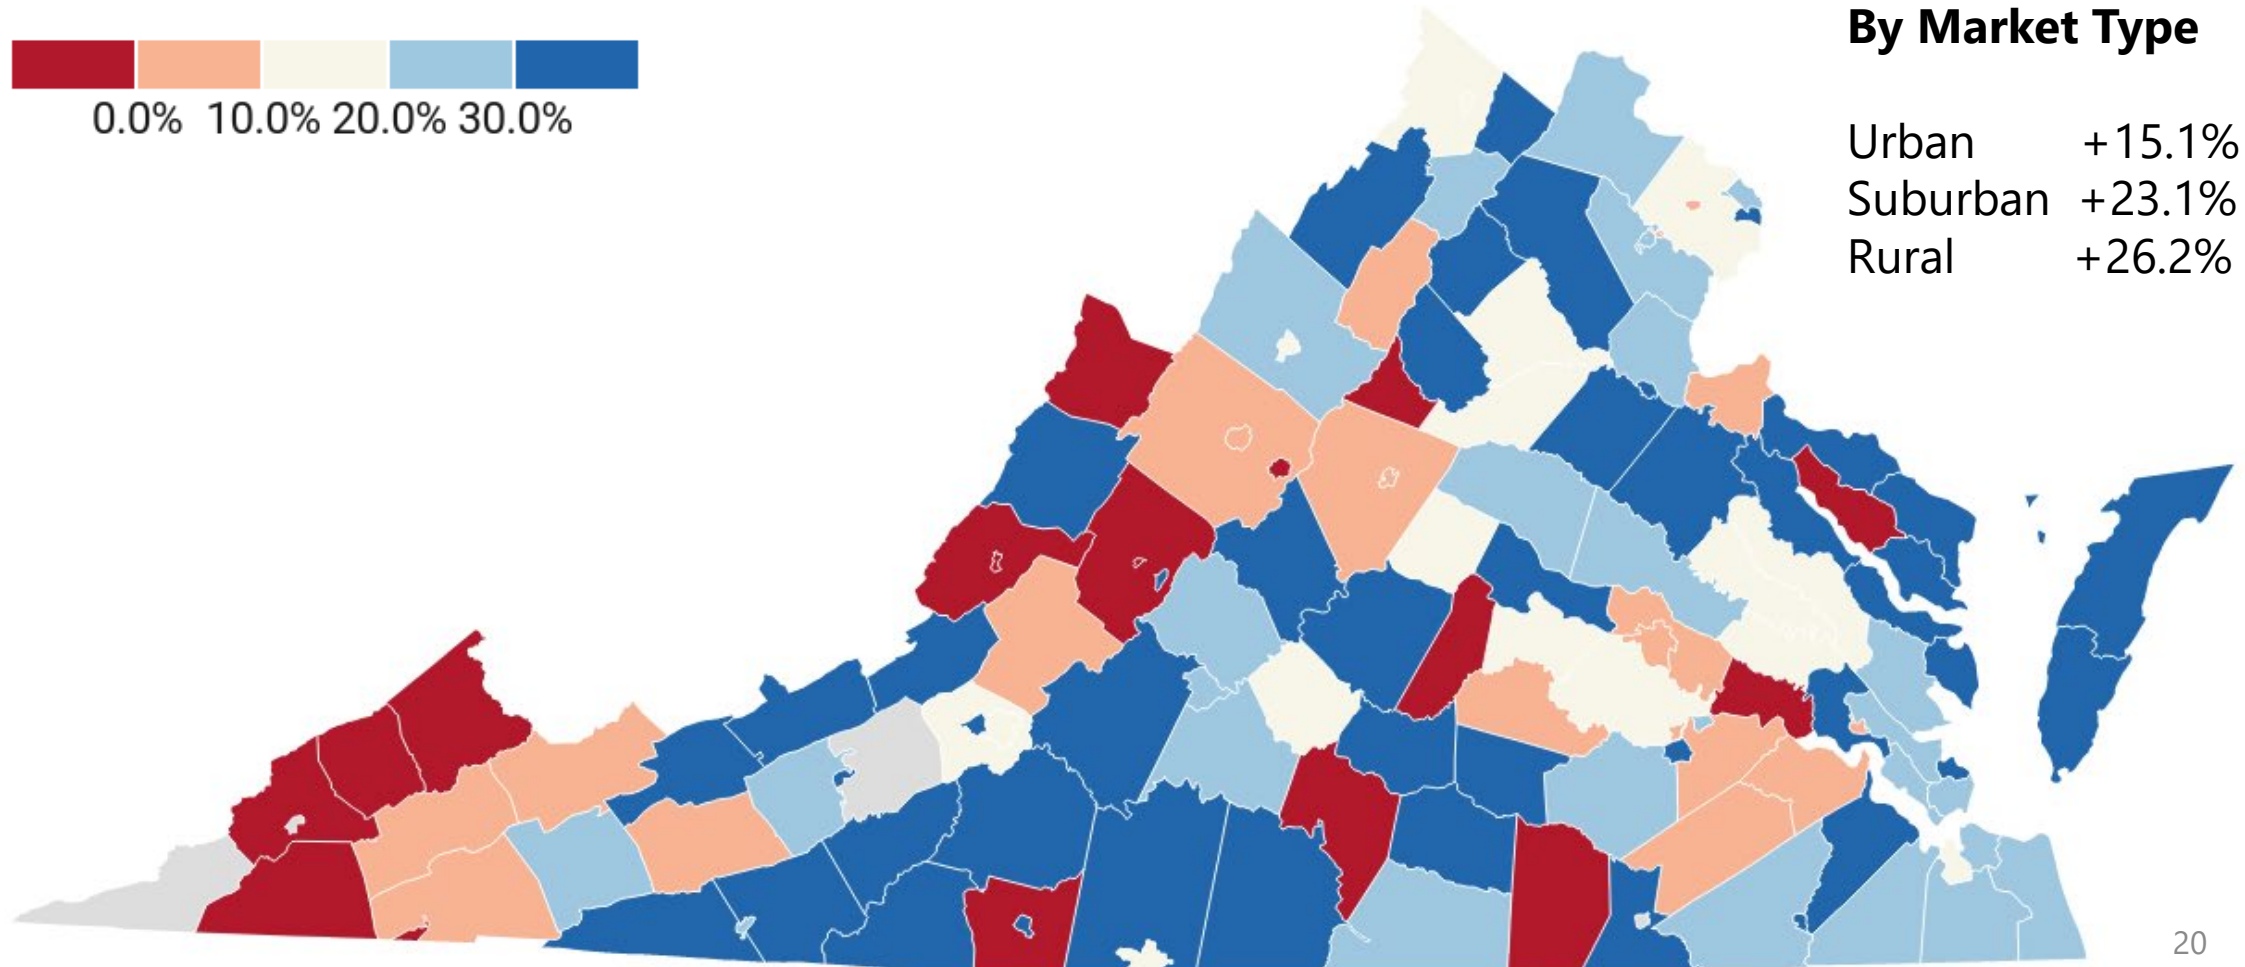 By Market Type
0.0% 10.0% 20.0% 30.0%
Urban +15.1%
Suburban +23.1%
Rural +26.2%
20